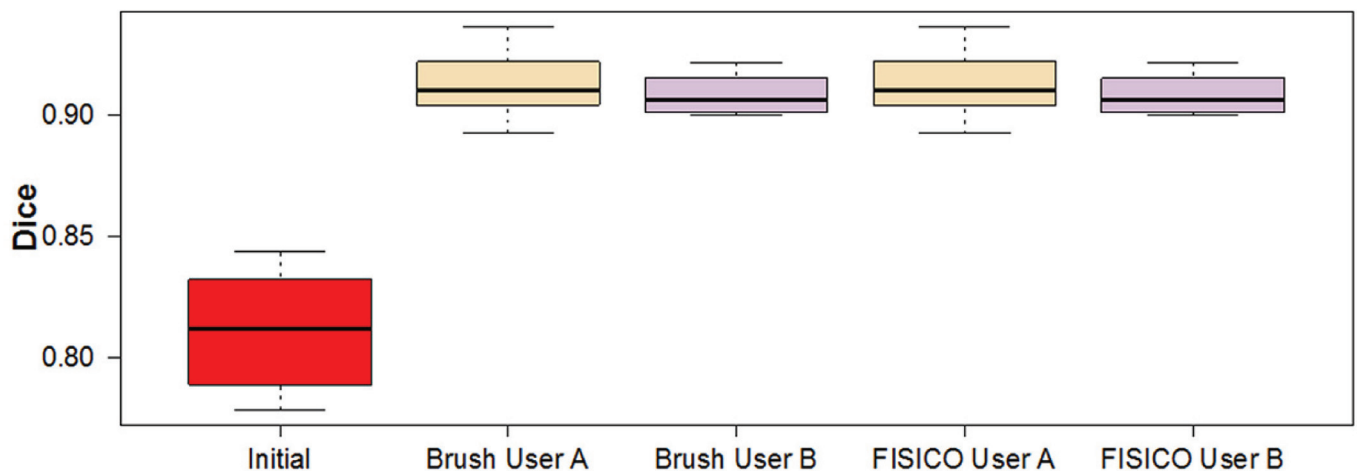 Dice
0.90
0.85
0.80
Initial
Brush User A
Brush User B
FISICO User A
FISICO User B